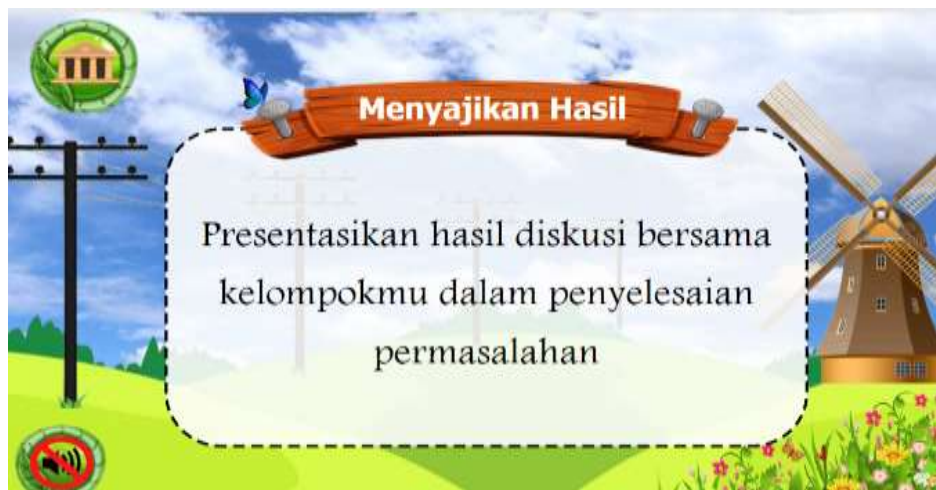 Menyajikan Hasil
Presentasikan hasil diskusi bersama
kelompokmu dalam penyelesaian
permasalahan